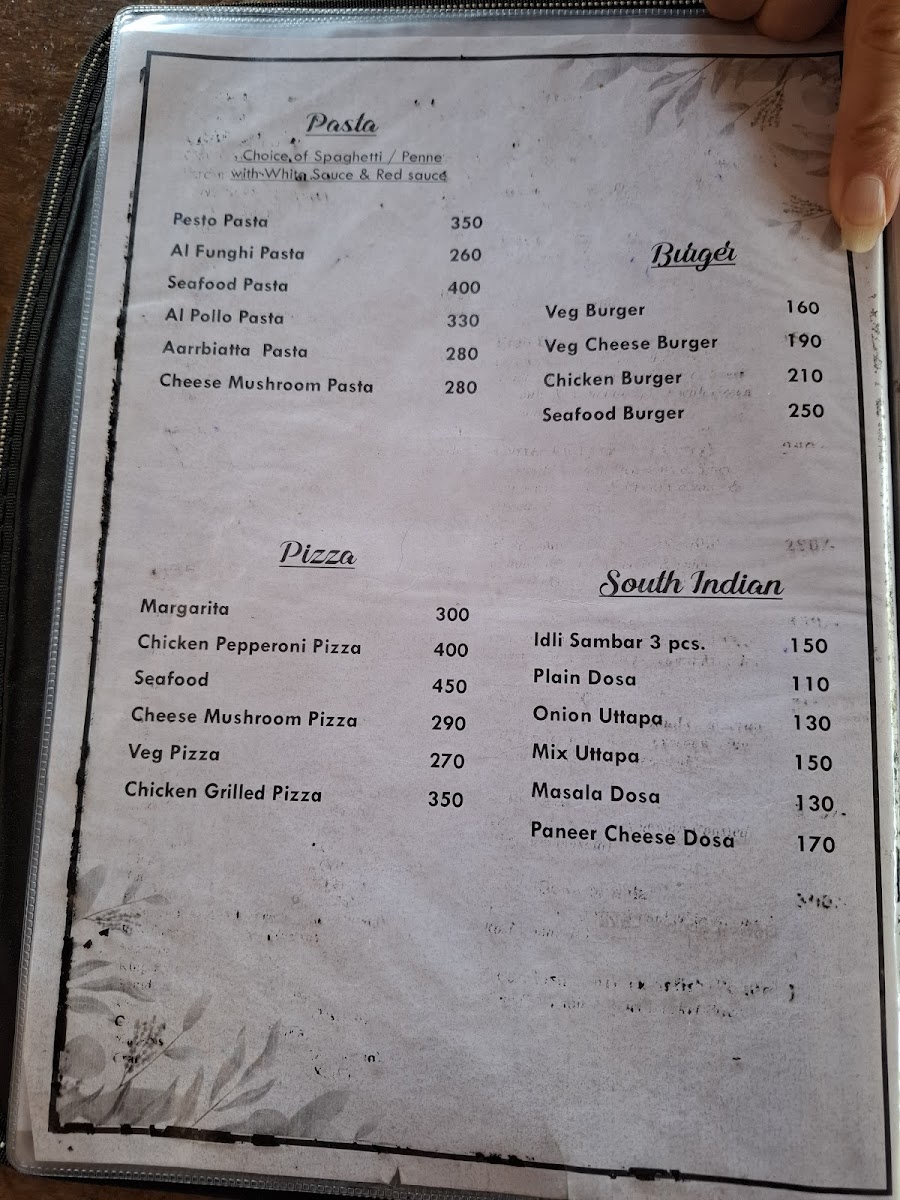 Pasta
Choice of Spaghetti / Penne
with White Sauce & Red sauce
Pesto Pasta 350
Al Funghi Pasta 260
Seafood Pasta 400
Al Pollo Pasta 330
Aarrbiatta Pasta 280
Cheese Mushroom Pasta 280
Burger
Veg Burger 160
Veg Cheese Burger 190
Chicken Burger 210
Seafood Burger 250
Pizza
Margarita 300
Chicken Pepperoni Pizza 400
Seafood 450
Cheese Mushroom Pizza 290
Veg Pizza 270
Chicken Grilled Pizza 350
South Indian
Idli Sambar 3 pcs. 150
Plain Dosa 110
Onion Uttapa 130
Mix Uttapa 150
Masala Dosa 130
Paneer Cheese Dosa 170